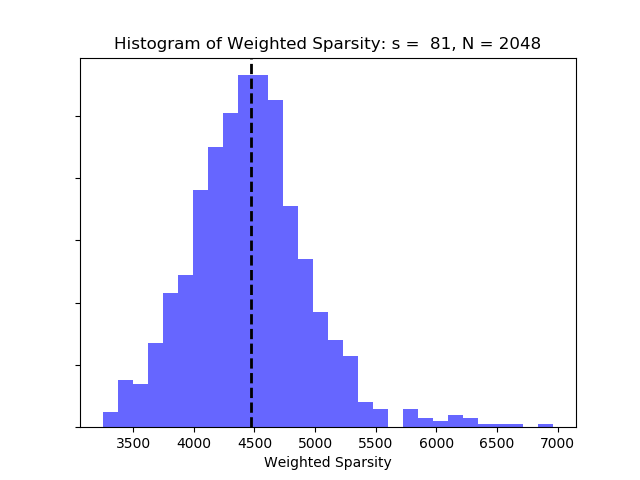 Histogram of Weighted Sparsity: s =  81, N = 2048
3500 4000 4500 5000 5500 6000 6500 7000
Weighted Sparsity